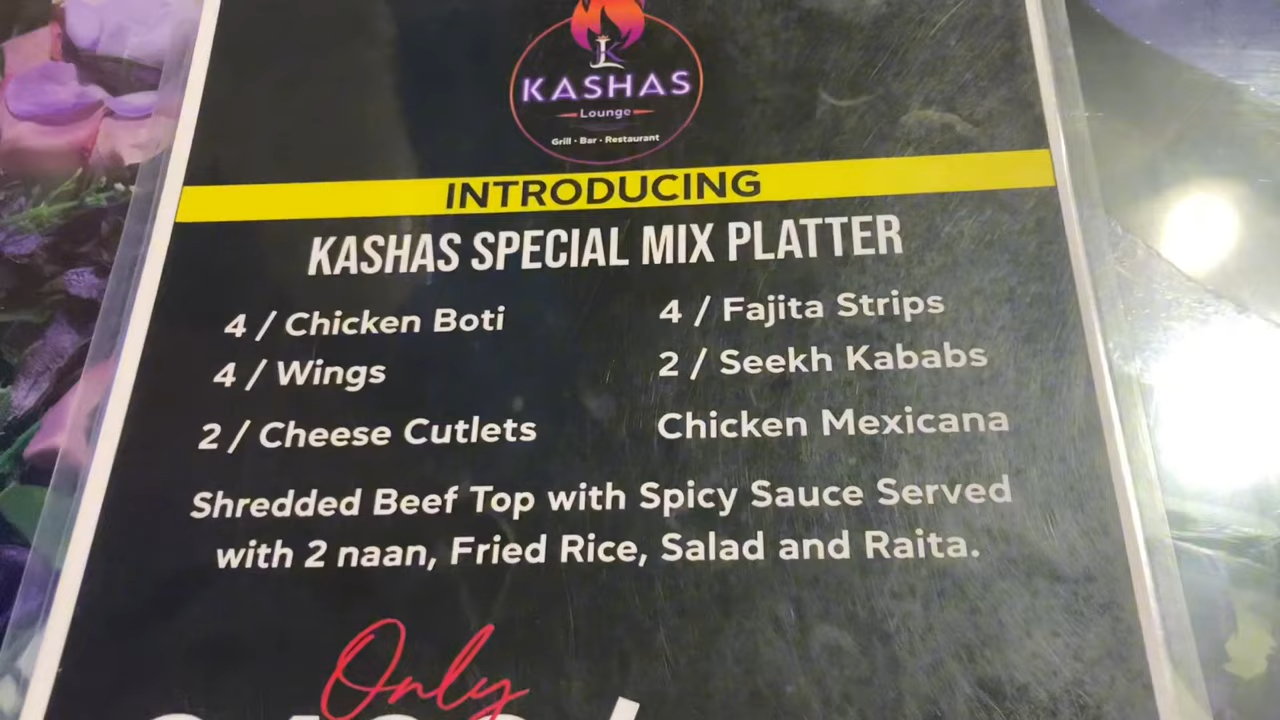 KASHAS
Lounge
Grill · Bar · Restaurant
INTRODUCING
KASHAS SPECIAL MIX PLATTER
4 / Chicken Boti
4 / Fajita Strips
4 / Wings
2 / Seekh Kababs
2 / Cheese Cutlets
Chicken Mexicana
Shredded Beef Top with Spicy Sauce Served
with 2 naan, Fried Rice, Salad and Raita.
Only